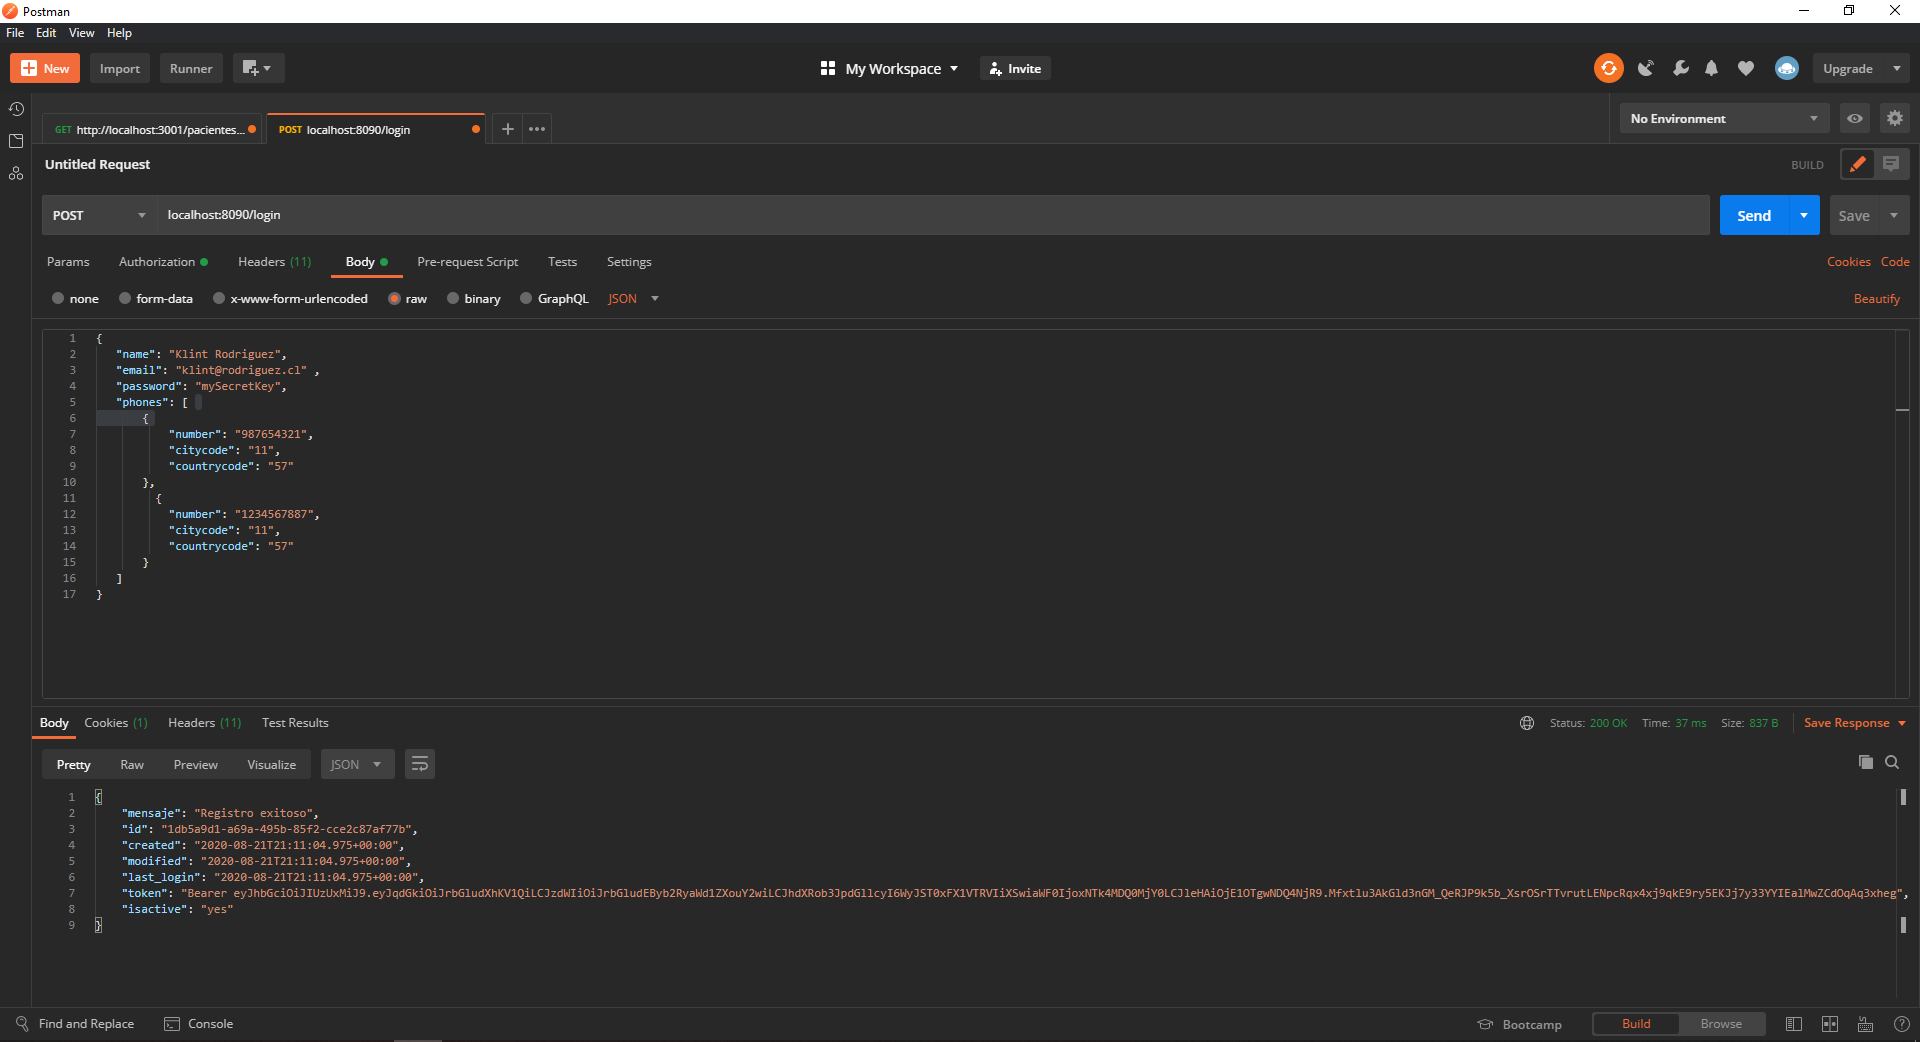 Postman
File Edit View Help
New Import Runner My Workspace Invite Upgrade
GET http://localhost:3001/pacientes... POST localhost:8090/login + ••• No Environment
Untitled Request BUILD
POST localhost:8090/login Send Save
Params Authorization Headers (11) Body Pre-request Script Tests Settings Cookies Code
none form-data x-www-form-urlencoded raw binary GraphQL JSON Beautify
1 {
2 "name": "Klint Rodriguez",
3 "email": "klint@rodriguez.cl" ,
4 "password": "mySecretKey",
5 "phones": [
6 {
7 "number": "987654321",
8 "citycode": "11",
9 "countrycode": "57"
10 },
11 {
12 "number": "1234567887",
13 "citycode": "11",
14 "countrycode": "57"
15 }
16 ]
17 }
Body Cookies (1) Headers (11) Test Results Status: 200 OK Time: 37 ms Size: 837 B Save Response
Pretty Raw Preview Visualize JSON
1 {
2 "mensaje": "Registro exitoso",
3 "id": "1db5a9d1-a69a-495b-85f2-cce2c87af77b",
4 "created": "2020-08-21T21:11:04.975+00:00",
5 "modified": "2020-08-21T21:11:04.975+00:00",
6 "last_login": "2020-08-21T21:11:04.975+00:00",
7 "token": "Bearer
8 "isactive": "yes"
9 }
Find and Replace Console Bootcamp Build Browse